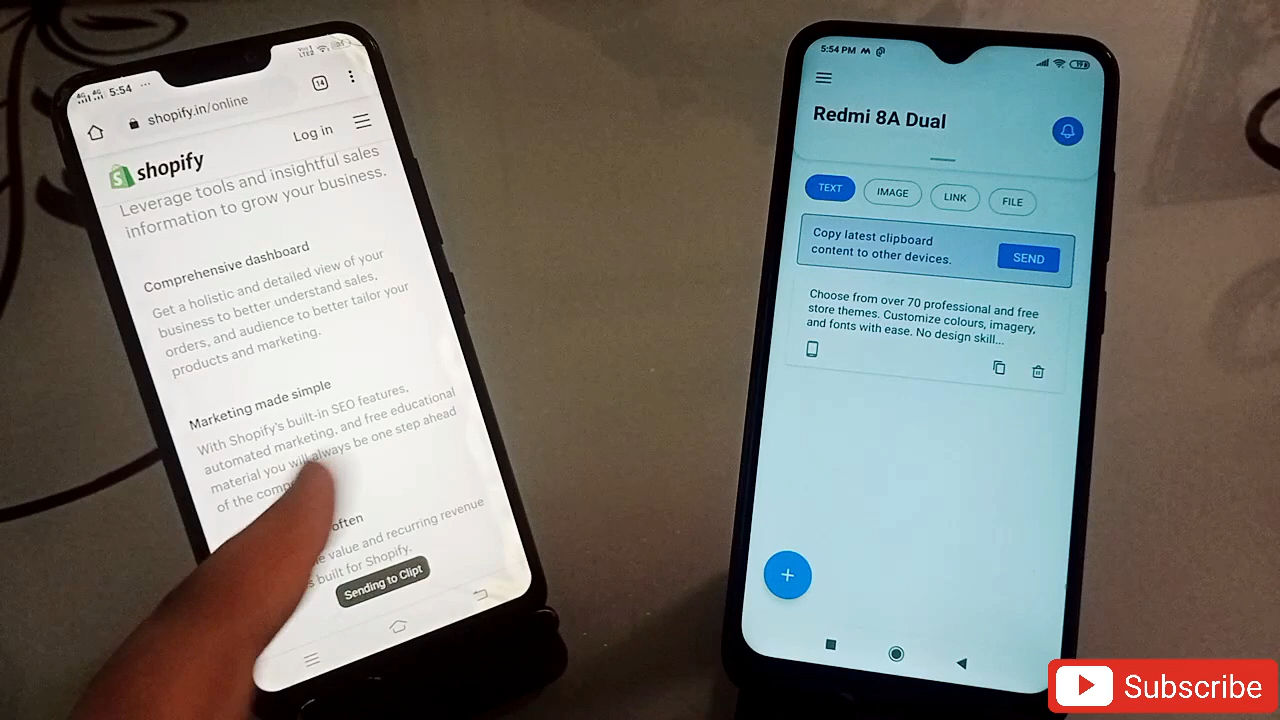 5:54
14
shopify.in/online
shopify
Log in
Leverage tools and insightful sales
information to grow your business.
Comprehensive dashboard
Get a holistic and detailed view of your
business to better understand sales,
orders, and audience to better tailor your
products and marketing.
Marketing made simple
With Shopify's built-in SEO features,
automated marketing, and free educational
material you will always be one step ahead
of the
often
value and recurring revenue
built for Shopify.
Sending to Clipt
5:54 PM
19
Redmi 8A Dual
TEXT
IMAGE
LINK
FILE
Copy latest clipboard
content to other devices.
SEND
Choose from over 70 professional and free
store themes. Customize colours, imagery,
and fonts with ease. No design skill...
Subscribe